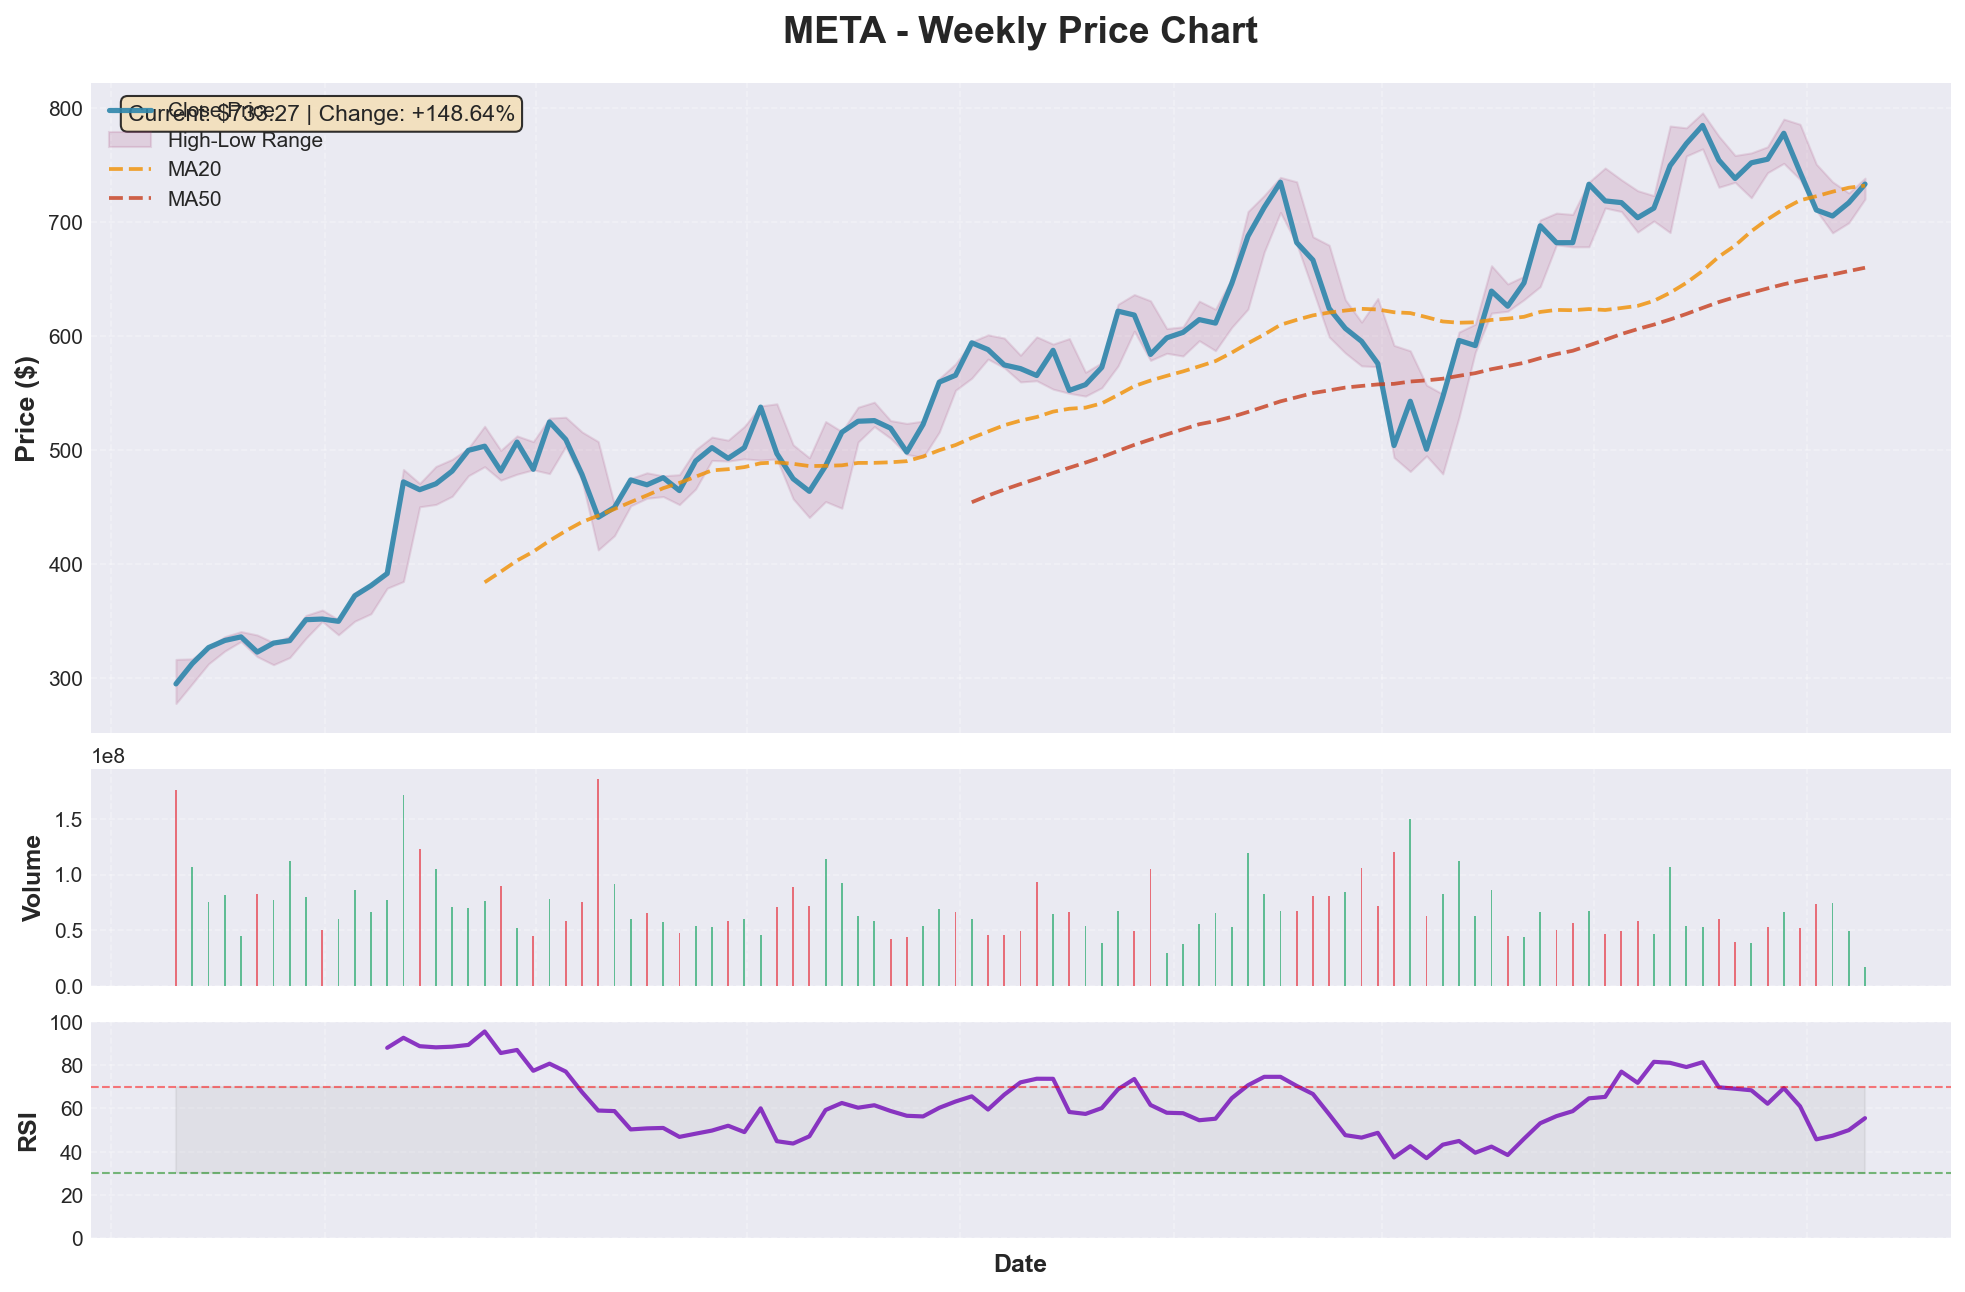 META - Weekly Price Chart
Current: $733.27 | Change: +148.64%
Close Price
High-Low Range
MA20
MA50
Price ($)
800
700
600
500
400
300
1e8
Volume
1.5
1.0
0.5
0.0
RSI
100
80
60
40
20
0
Date